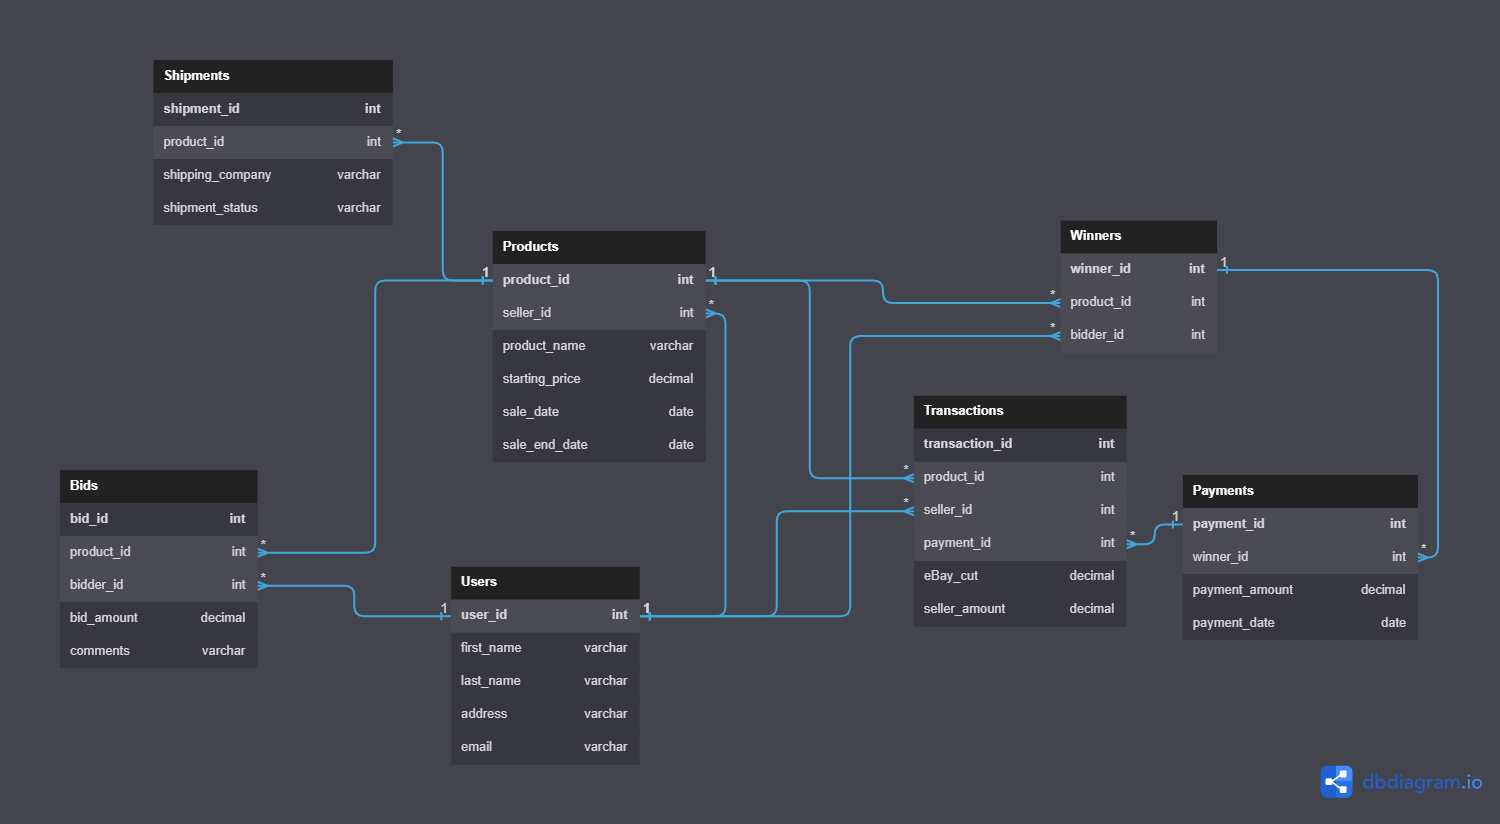 Shipments
shipment_id int
product_id int
*
shipping_company varchar
shipment_status varchar
Products
1 product_id int 1
seller_id int
*
product_name varchar
starting_price decimal
sale_date date
sale_end_date date
Winners
winner_id int 1
* product_id int
* bidder_id int
Transactions
transaction_id int
* product_id int
* seller_id int
payment_id int *
eBay_cut decimal
seller_amount decimal
Payments
1 payment_id int
winner_id int *
payment_amount decimal
payment_date date
Bids
bid_id int
product_id int *
bidder_id int *
bid_amount decimal
comments varchar
Users
1 user_id int 1
first_name varchar
last_name varchar
address varchar
email varchar
dbdiagram.io